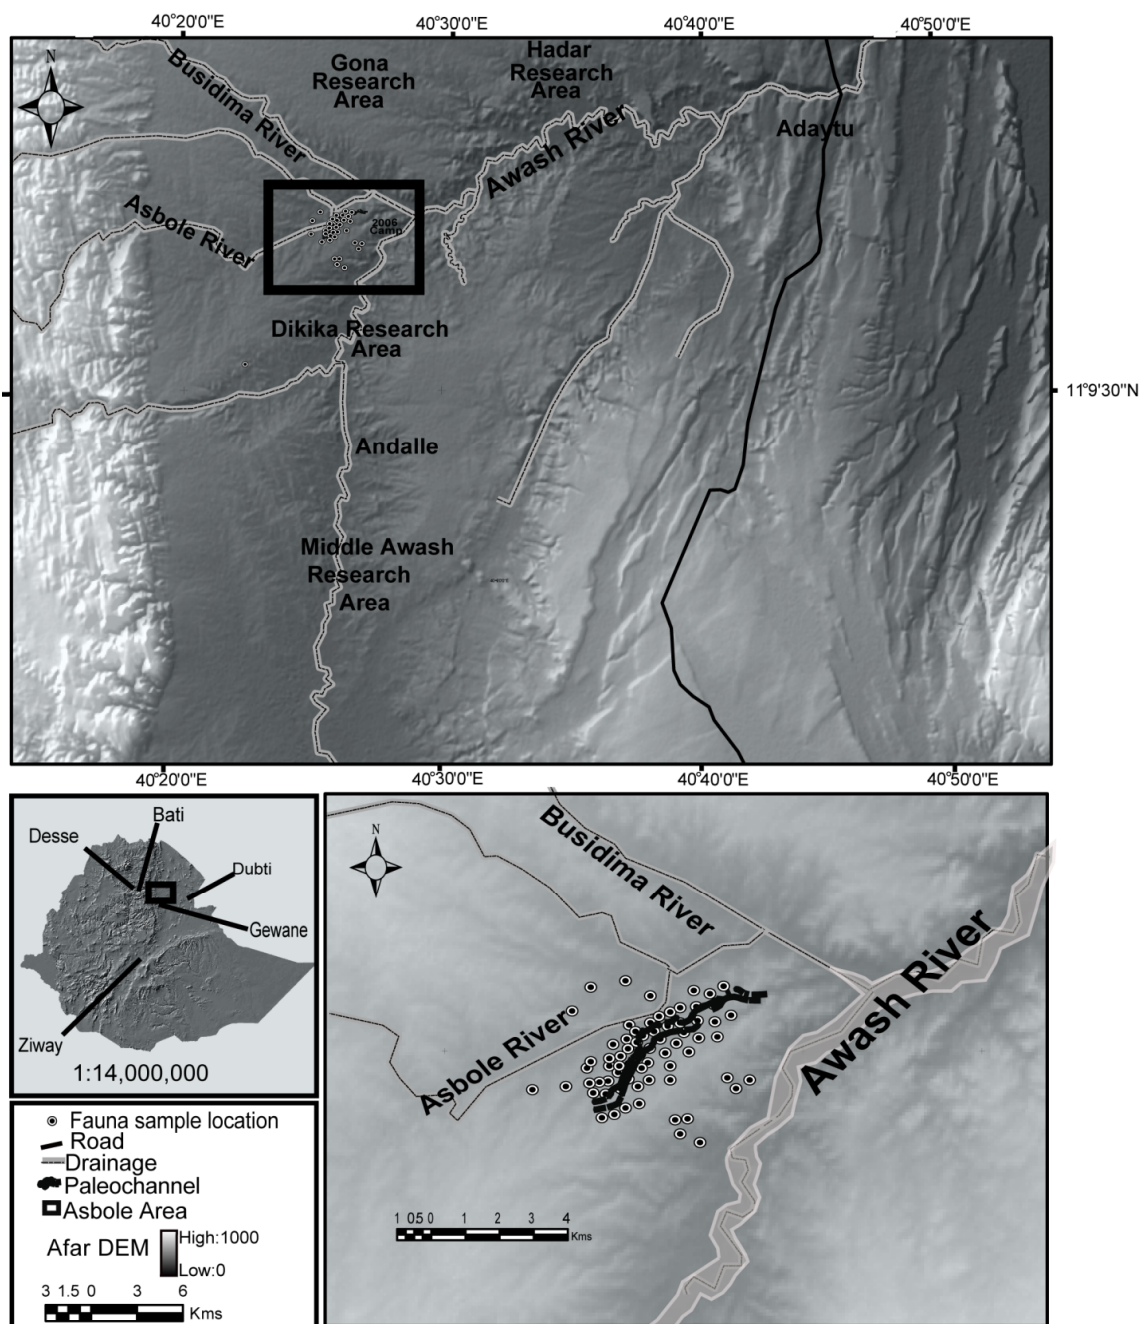 40°20'0"E
40°30'0"E
40°40'0"E
40°50'0"E
N
Busidima River
Gona
Research
Area
Hadar
Research
Area
Awash River
Adaytu
Asbole River
2006
Camp
Dikika Research
Area
11°9'30"N
Andalle
Middle Awash
Research
Area
40°20'0"E
40°30'0"E
40°40'0"E
40°50'0"E
Bati
Desse
Dubti
Gewane
Ziway
1:14,000,000
Fauna sample location
Road
Drainage
Paleochannel
Asbole Area
Afar DEM
High:1000
Low:0
3 1.5 0 3 6
Kms
N
Busidima River
Asbole River
Awash River
1 0.5 0 1 2 3 4
Kms